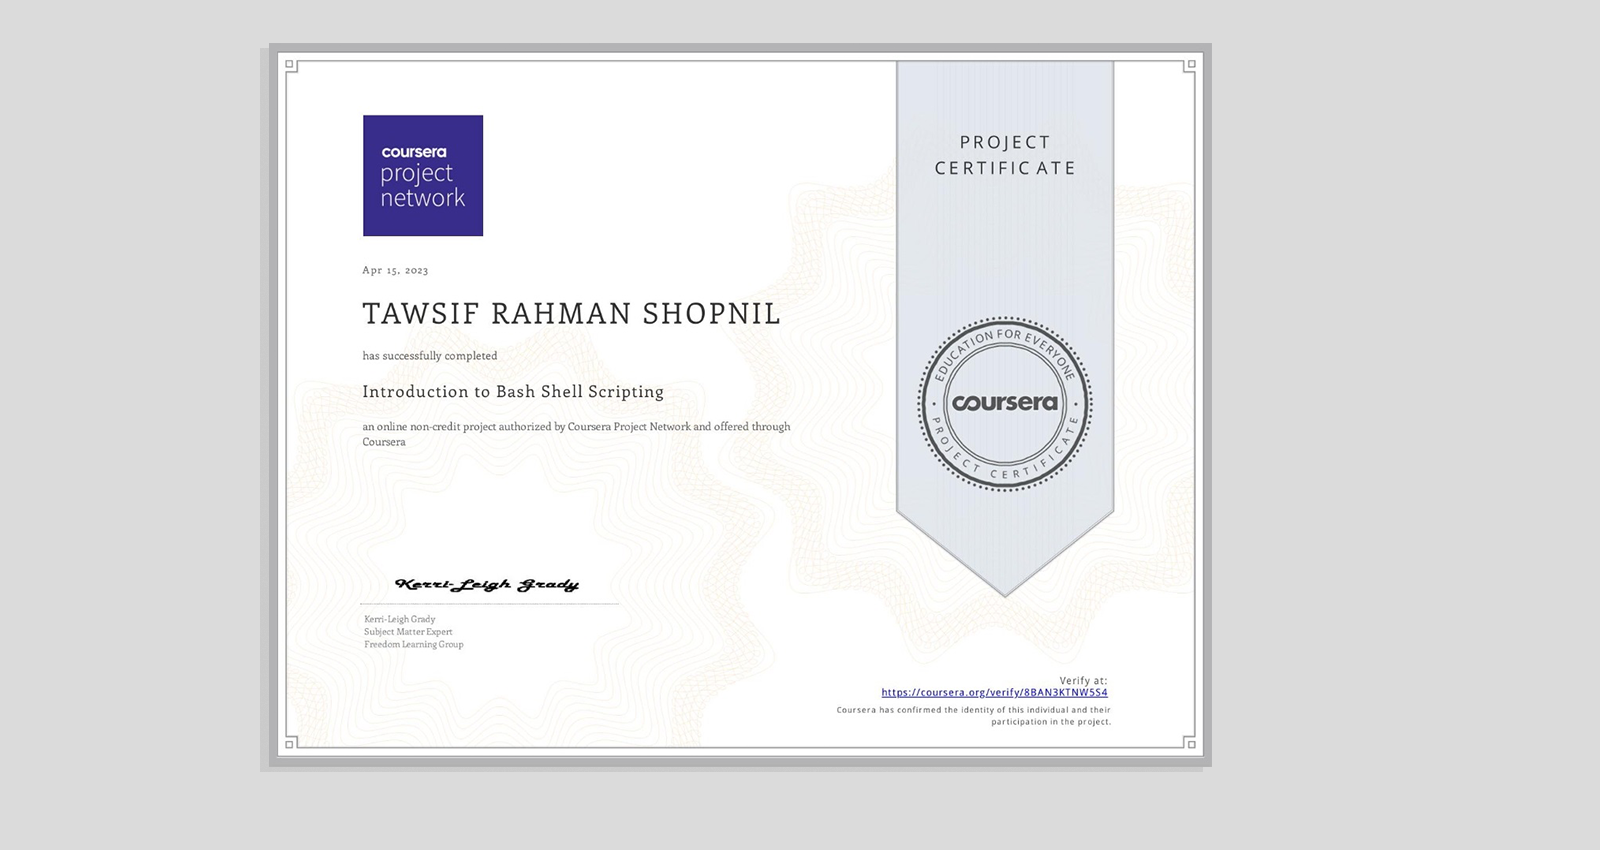 coursera
project
network
PROJECT
CERTIFICATE
Apr 15, 2023
TAWSIF RAHMAN SHOPNIL
has successfully completed
Introduction to Bash Shell Scripting
an online non-credit project authorized by Coursera Project Network and offered through
Coursera
EDUCATION FOR EVERYONE
coursera
PROJECT CERTIFICATE
Kerri-Leigh Grady
Kerri-Leigh Grady
Subject Matter Expert
Freedom Learning Group
Verify at:
https://coursera.org/verify/8BAN3KTNW5S4
Coursera has confirmed the identity of this individual and their
participation in the project.